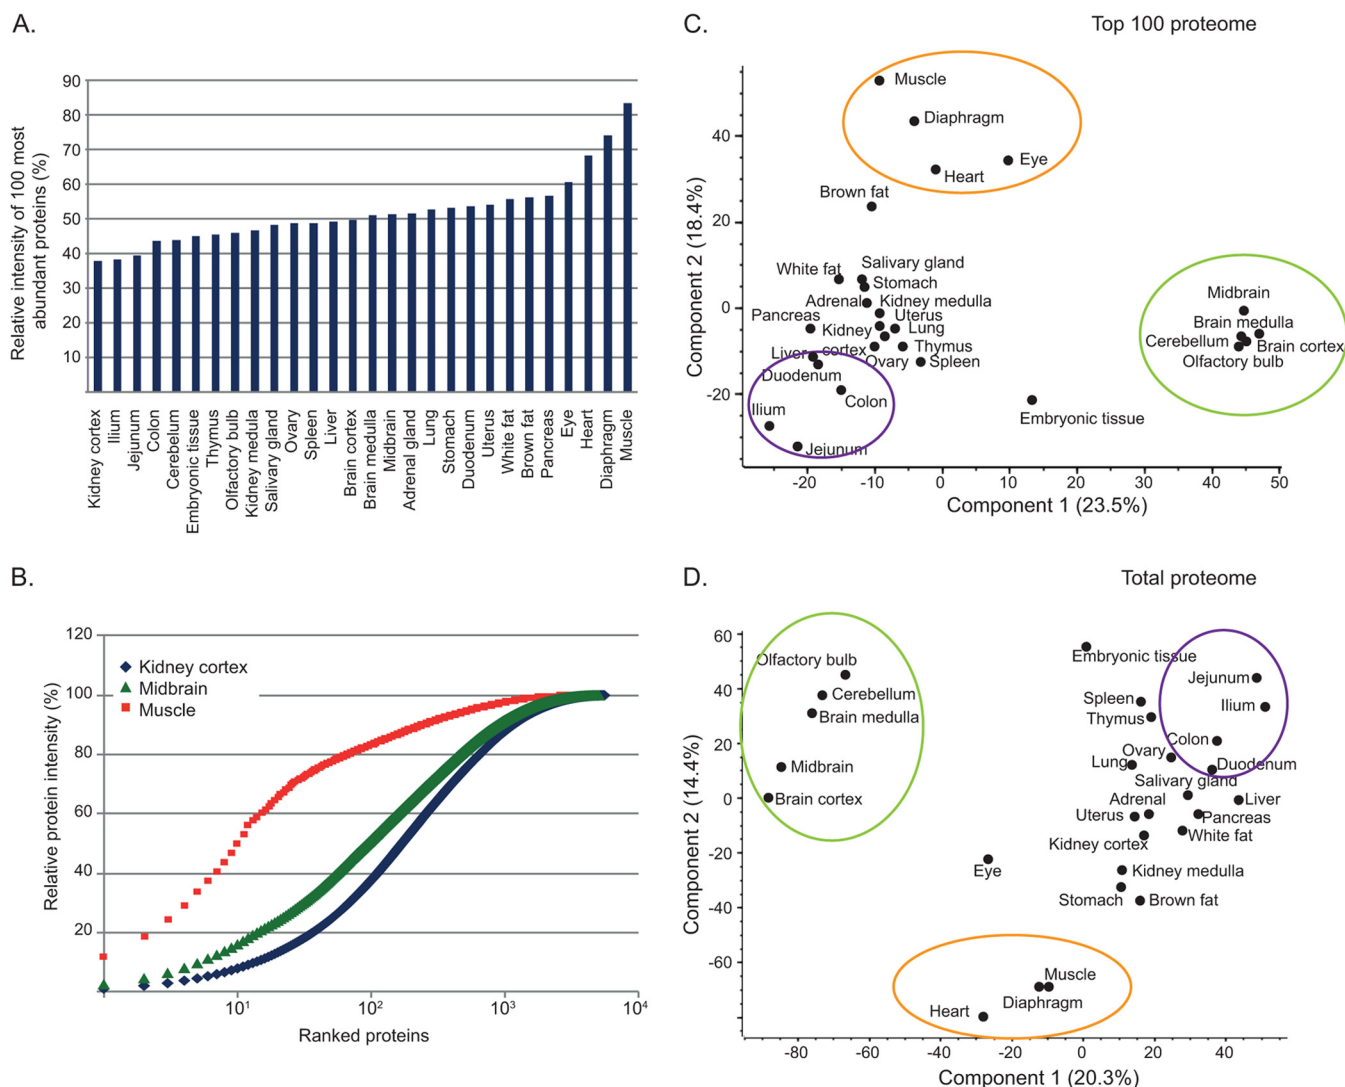 A.
Relative intensity of 100 most
abundant proteins (%)
90
80
70
60
50
40
30
20
10
Kidney cortex
Ilium
Jejunum
Colon
Cerebelum
Embryonic tissue
Thymus
Olfactory bulb
Kidney medula
Salivary gland
Ovary
Spleen
Liver
Brain cortex
Brain medulla
Midbrain
Adrenal gland
Lung
Stomach
Duodenum
Uterus
White fat
Brown fat
Pancreas
Eye
Heart
Diaphragm
Muscle
B.
Relative protein intensity (%)
120
100
80
60
40
20
Kidney cortex
Midbrain
Muscle
10¹
10²
10³
10⁴
Ranked proteins
C.
Top 100 proteome
Component 2 (18.4%)
40
20
0
-20
Muscle
Diaphragm
Eye
Heart
Brown fat
White fat
Salivary gland
Stomach
Adrenal
Kidney medulla
Pancreas
Uterus
Kidney
cortex
Lung
Liver
Thymus
Ovary
Spleen
Duodenum
Colon
Ilium
Jejunum
Midbrain
Brain medulla
Cerebellum
Brain cortex
Olfactory bulb
Embryonic tissue
-20
-10
0
10
20
30
40
50
Component 1 (23.5%)
D.
Total proteome
Component 2 (14.4%)
60
40
20
0
-20
-40
-60
Olfactory bulb
Cerebellum
Brain medulla
Midbrain
Brain cortex
Embryonic tissue
Jejunum
Spleen
Ilium
Thymus
Colon
Ovary
Lung
Duodenum
Salivary gland
Adrenal
Liver
Uterus
Pancreas
White fat
Kidney cortex
Eye
Kidney medulla
Stomach
Brown fat
Muscle
Diaphragm
Heart
-80
-60
-40
-20
0
20
40
Component 1 (20.3%)